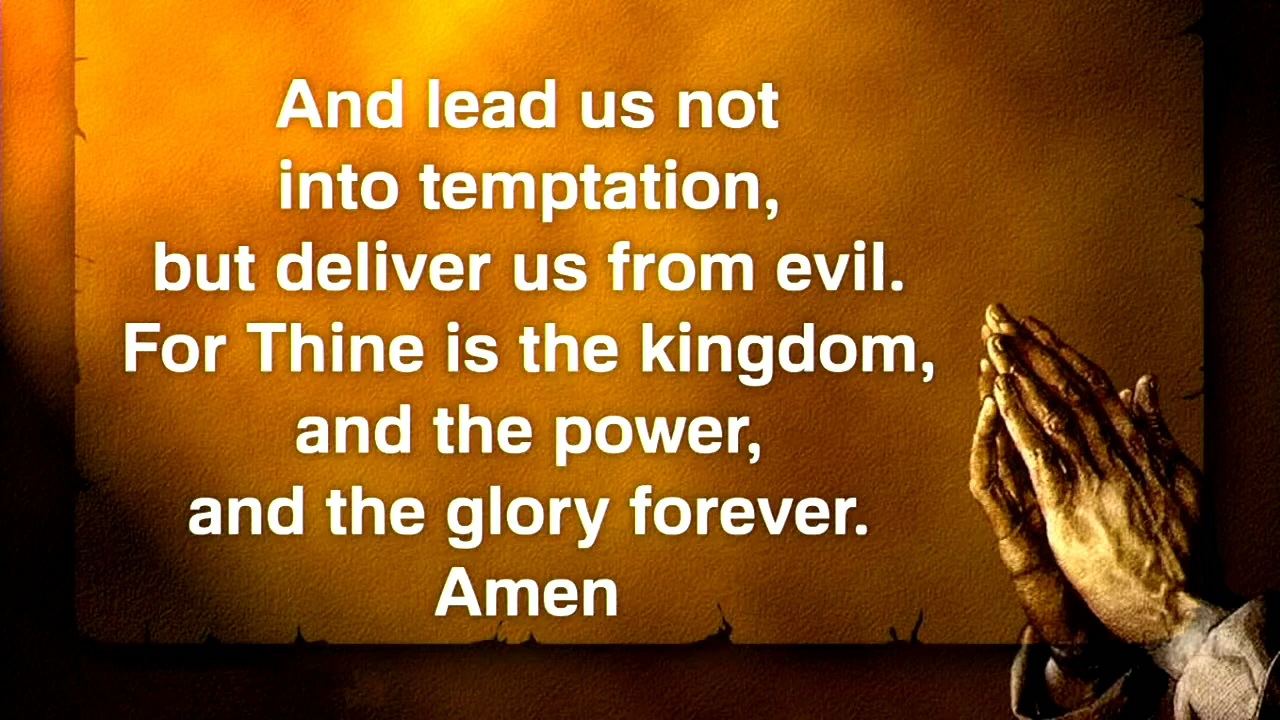 And lead us not
into temptation,
but deliver us from evil.
For Thine is the kingdom,
and the power,
and the glory forever.
Amen